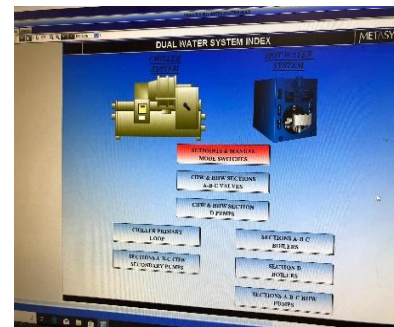 DUAL WATER SYSTEM INDEX
METASY
CHILLER
SYSTEM
HOT WATER
SYSTEM
SETPOINTS & MANUAL
MODE SWITCHES
CHW & HHW SECTIONS
A-B-C VALVES
CHW & HHW SECTION
D PUMPS
CHILLER PRIMARY
LOOP
SECTIONS A-B-C
BOILERS
SECTIONS A-B-C CHW
SECONDARY PUMPS
SECTION D
BOILERS
SECTIONS A-B-C HHW
PUMPS